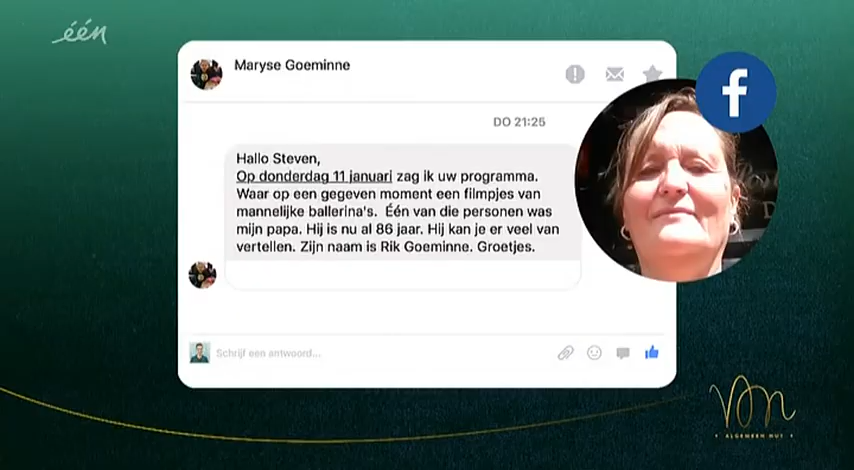 één
Maryse Goeminne
DO 21:25
Hallo Steven,
Op donderdag 11 januari zag ik uw programma.
Waar op een gegeven moment een filmpjes van
mannelijke ballerina's. Één van die personen was
mijn papa. Hij is nu al 86 jaar. Hij kan je er veel van
vertellen. Zijn naam is Rik Goeminne. Groetjes.
Schrijf een antwoord...
f
VAN
ALGEMEEN NUT